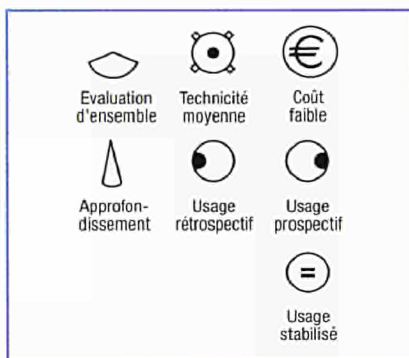 €
Evaluation
d'ensemble
Technicité
moyenne
Coût
faible
Approfon-
dissement
Usage
rétrospectif
Usage
prospectif
=
Usage
stabilisé